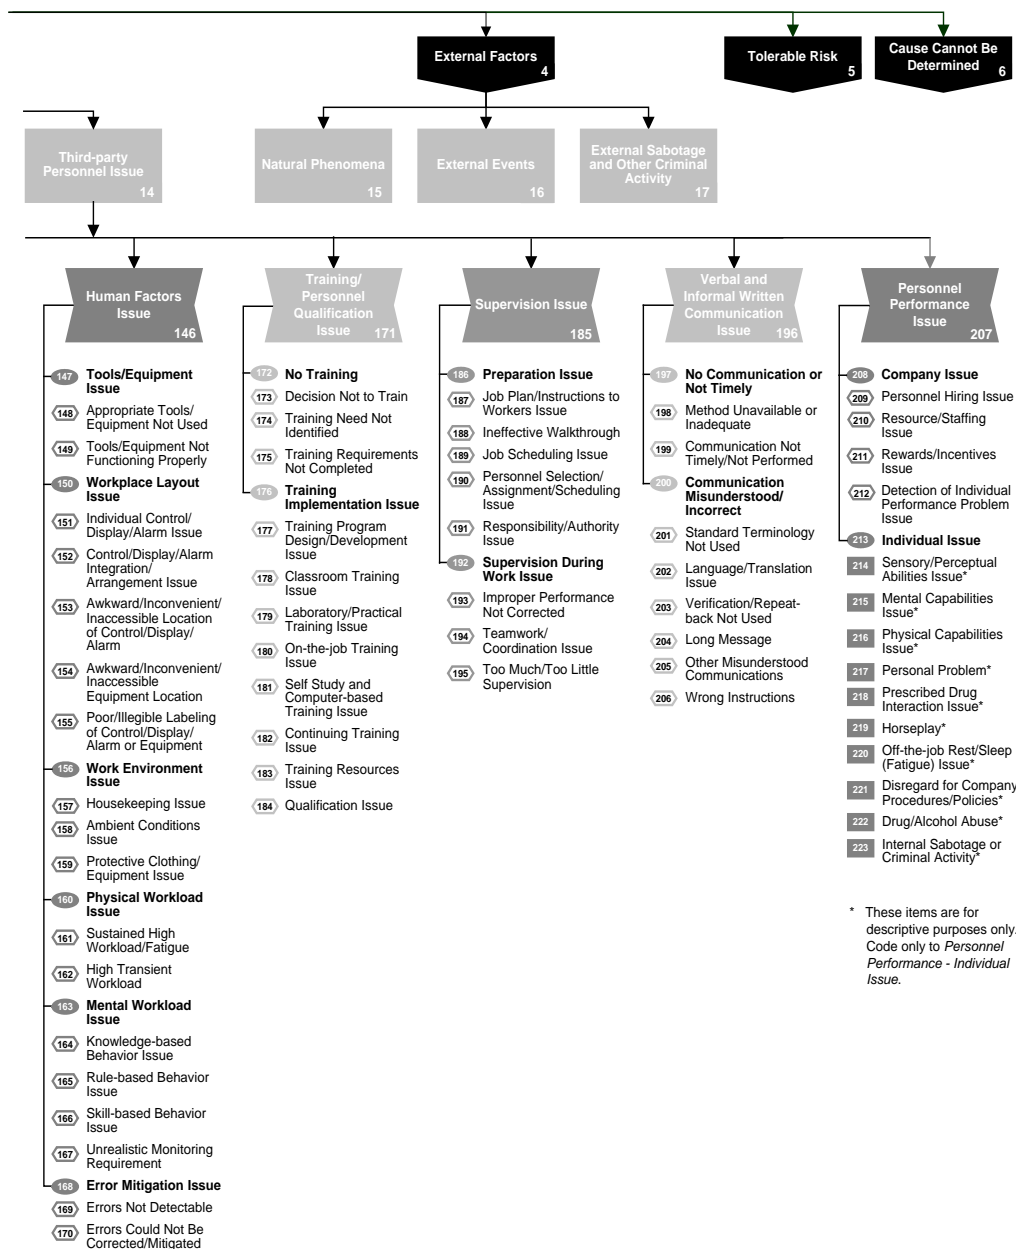 External Factors
4
Tolerable Risk
5
Cause Cannot Be
Determined
6
Third-party
Personnel Issue
14
Natural Phenomena
15
External Events
16
External Sabotage
and Other Criminal
Activity
17
Human Factors
Issue
146
147 Tools/Equipment
Issue
148 Appropriate Tools/
Equipment Not Used
149 Tools/Equipment Not
Functioning Properly
150 Workplace Layout
Issue
151 Individual Control/
Display/Alarm Issue
152 Control/Display/Alarm
Integration/
Arrangement Issue
153 Awkward/Inconvenient/
Inaccessible Location
of Control/Display/
Alarm
154 Awkward/Inconvenient/
Inaccessible
Equipment Location
155 Poor/Illegible Labeling
of Control/Display/
Alarm or Equipment
156 Work Environment
Issue
157 Housekeeping Issue
158 Ambient Conditions
Issue
159 Protective Clothing/
Equipment Issue
160 Physical Workload
Issue
161 Sustained High
Workload/Fatigue
162 High Transient
Workload
163 Mental Workload
Issue
164 Knowledge-based
Behavior Issue
165 Rule-based Behavior
Issue
166 Skill-based Behavior
Issue
167 Unrealistic Monitoring
Requirement
168 Error Mitigation Issue
169 Errors Not Detectable
170 Errors Could Not Be
Corrected/Mitigated
Training/
Personnel
Qualification
Issue
171
172 No Training
173 Decision Not to Train
174 Training Need Not
Identified
175 Training Requirements
Not Completed
176 Training
Implementation Issue
177 Training Program
Design/Development
Issue
178 Classroom Training
Issue
179 Laboratory/Practical
Training Issue
180 On-the-job Training
Issue
181 Self Study and
Computer-based
Training Issue
182 Continuing Training
Issue
183 Training Resources
Issue
184 Qualification Issue
Supervision Issue
185
186 Preparation Issue
187 Job Plan/Instructions to
Workers Issue
188 Ineffective Walkthrough
189 Job Scheduling Issue
190 Personnel Selection/
Assignment/Scheduling
Issue
191 Responsibility/Authority
Issue
192 Supervision During
Work Issue
193 Improper Performance
Not Corrected
194 Teamwork/
Coordination Issue
195 Too Much/Too Little
Supervision
Verbal and
Informal Written
Communication
Issue
196
197 No Communication or
Not Timely
198 Method Unavailable or
Inadequate
199 Communication Not
Timely/Not Performed
200 Communication
Misunderstood/
Incorrect
201 Standard Terminology
Not Used
202 Language/Translation
Issue
203 Verification/Repeat-
back Not Used
204 Long Message
205 Other Misunderstood
Communications
206 Wrong Instructions
Personnel
Performance
Issue
207
208 Company Issue
209 Personnel Hiring Issue
210 Resource/Staffing
Issue
211 Rewards/Incentives
Issue
212 Detection of Individual
Performance Problem
Issue
213 Individual Issue
214 Sensory/Perceptual
Abilities Issue*
215 Mental Capabilities
Issue*
216 Physical Capabilities
Issue*
217 Personal Problem*
218 Prescribed Drug
Interaction Issue*
219 Horseplay*
220 Off-the-job Rest/Sleep
(Fatigue) Issue*
221 Disregard for Company
Procedures/Policies*
222 Drug/Alcohol Abuse*
223 Internal Sabotage or
Criminal Activity*
* These items are for
descriptive purposes only.
Code only to Personnel
Performance - Individual
Issue.